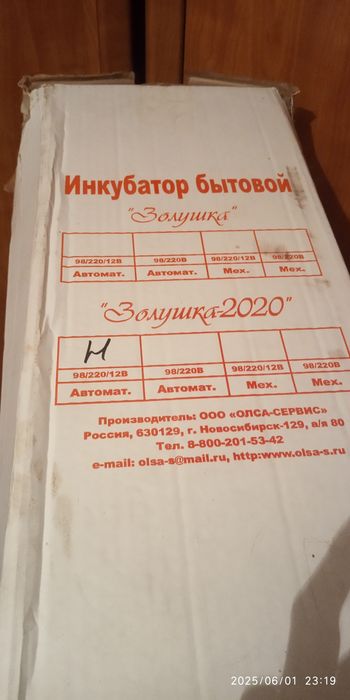 Инкубатор бытовой
"Золушка"
98/220/12В 98/220В 98/220/12В 98/220В
Автомат. Автомат. Мех. Мех.
"Золушка-2020"
Н
98/220/12В 98/220В 98/220/12В 98/220В
Автомат. Автомат. Мех. Мех.
Производитель: ООО «ОЛСА-СЕРВИС»
Россия, 630129, г. Новосибирск-129, а/я 80
Тел. 8-800-201-53-42
e-mail: olsa-s@mail.ru, http:www.olsa-s.ru
2025/06/01 23:19